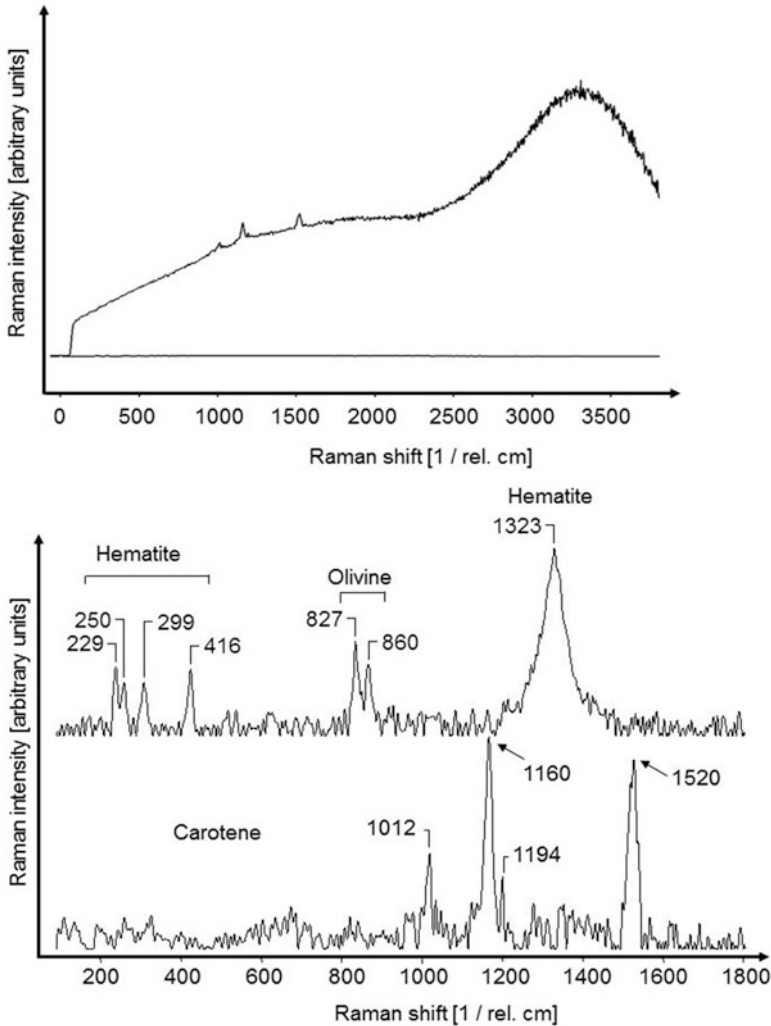 Raman intensity [arbitrary units]
0 500 1000 1500 2000 2500 3000 3500
Raman shift [1 / rel. cm]
Hematite
1323
Hematite
Olivine
250 299
827
229 416
860
Raman intensity [arbitrary units]
1160 1520
Carotene
1012
1194
200 400 600 800 1000 1200 1400 1600 1800
Raman shift [1 / rel. cm]